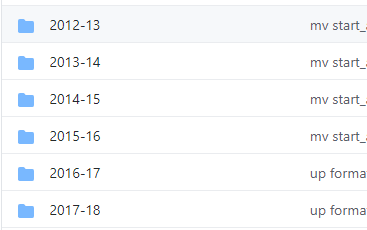 2012-13 mv start_
2013-14 mv start_
2014-15 mv start_
2015-16 mv start_
2016-17 up forma
2017-18 up forma